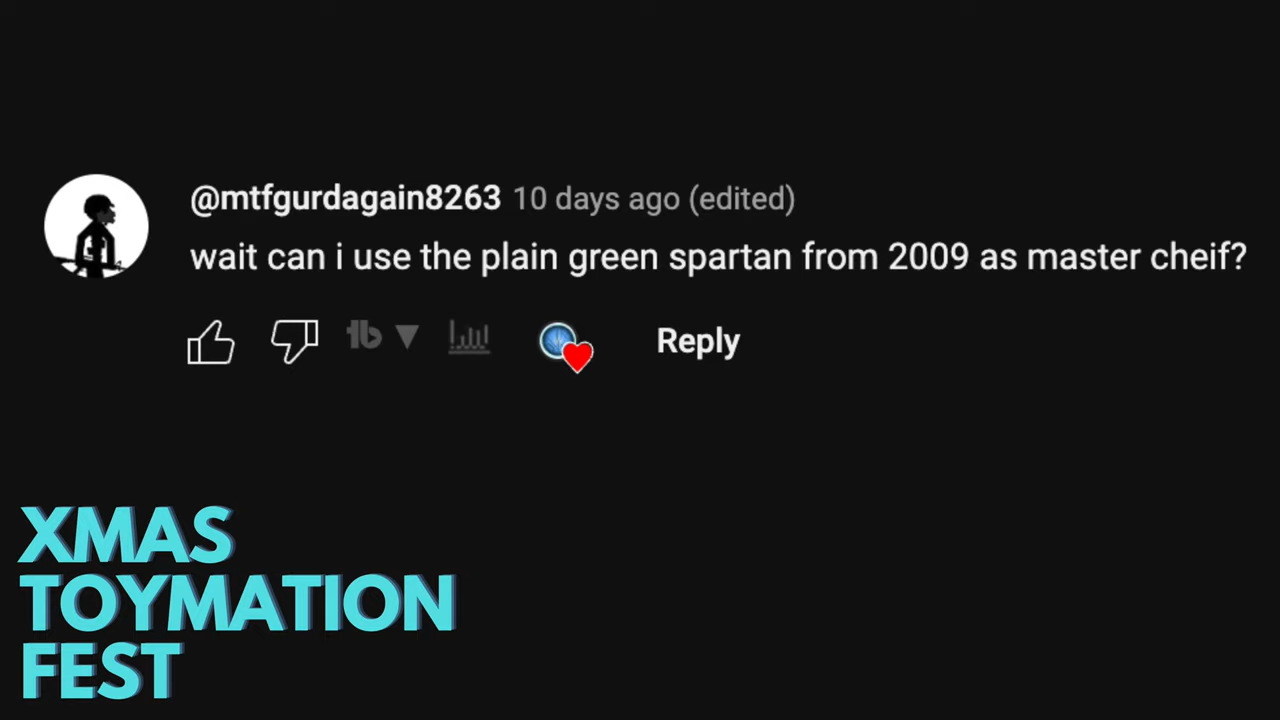 @mtfgurdagain8263 10 days ago (edited)
wait can i use the plain green spartan from 2009 as master cheif?
tb
Reply
XMAS
TOYMATION
FEST